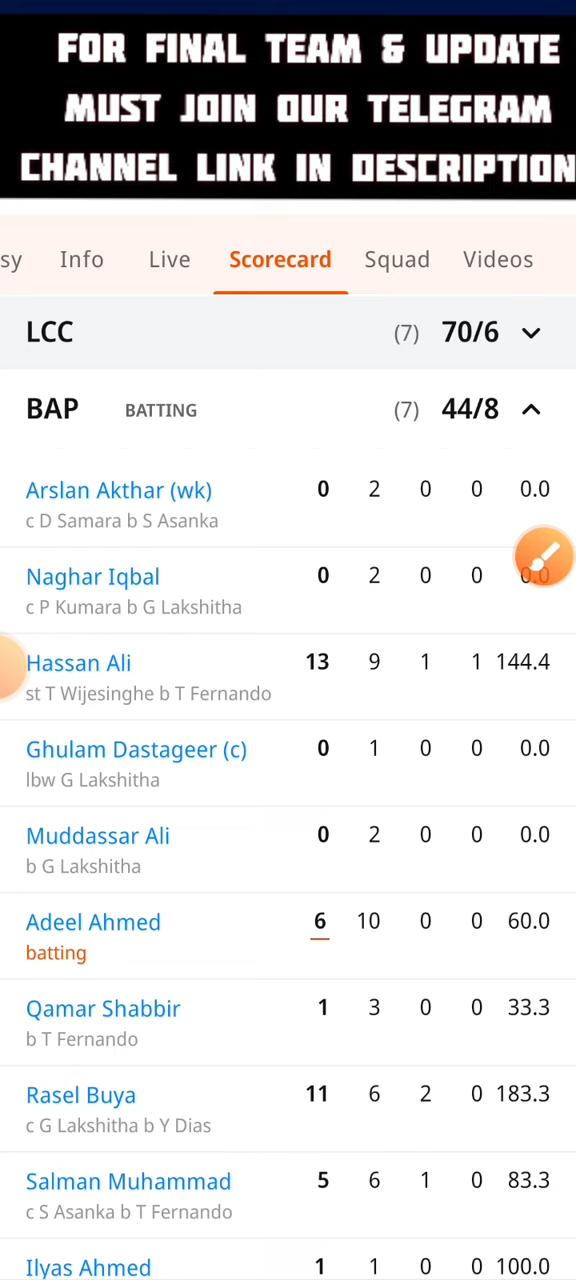 FOR FINAL TEAM & UPDATE
MUST JOIN OUR TELEGRAM
CHANNEL LINK IN DESCRIPTION
sy Info Live Scorecard Squad Videos
LCC (7) 70/6
BAP BATTING (7) 44/8
Arslan Akthar (wk) 0 2 0 0 0.0
c D Samara b S Asanka
Naghar Iqbal 0 2 0 0 0.0
c P Kumara b G Lakshitha
Hassan Ali 13 9 1 1 144.4
st T Wijesinghe b T Fernando
Ghulam Dastageer (c) 0 1 0 0 0.0
lbw G Lakshitha
Muddassar Ali 0 2 0 0 0.0
b G Lakshitha
Adeel Ahmed 6 10 0 0 60.0
batting
Qamar Shabbir 1 3 0 0 33.3
b T Fernando
Rasel Buya 11 6 2 0 183.3
c G Lakshitha b Y Dias
Salman Muhammad 5 6 1 0 83.3
c S Asanka b T Fernando
Ilyas Ahmed 1 1 0 0 100.0